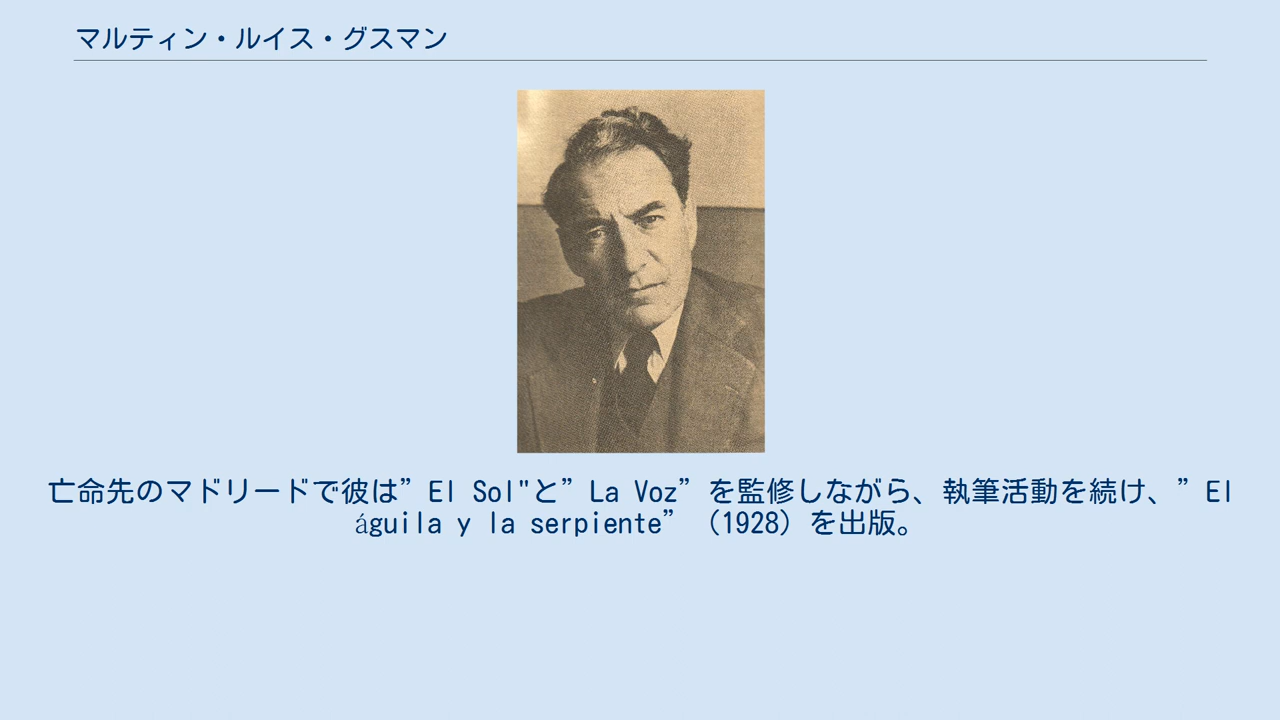 マルティン・ルイス・グスマン
亡命先のマドリードで彼は”El Sol"と”La Voz”を監修しながら、執筆活動を続け、”El
águila y la serpiente”（1928）を出版。